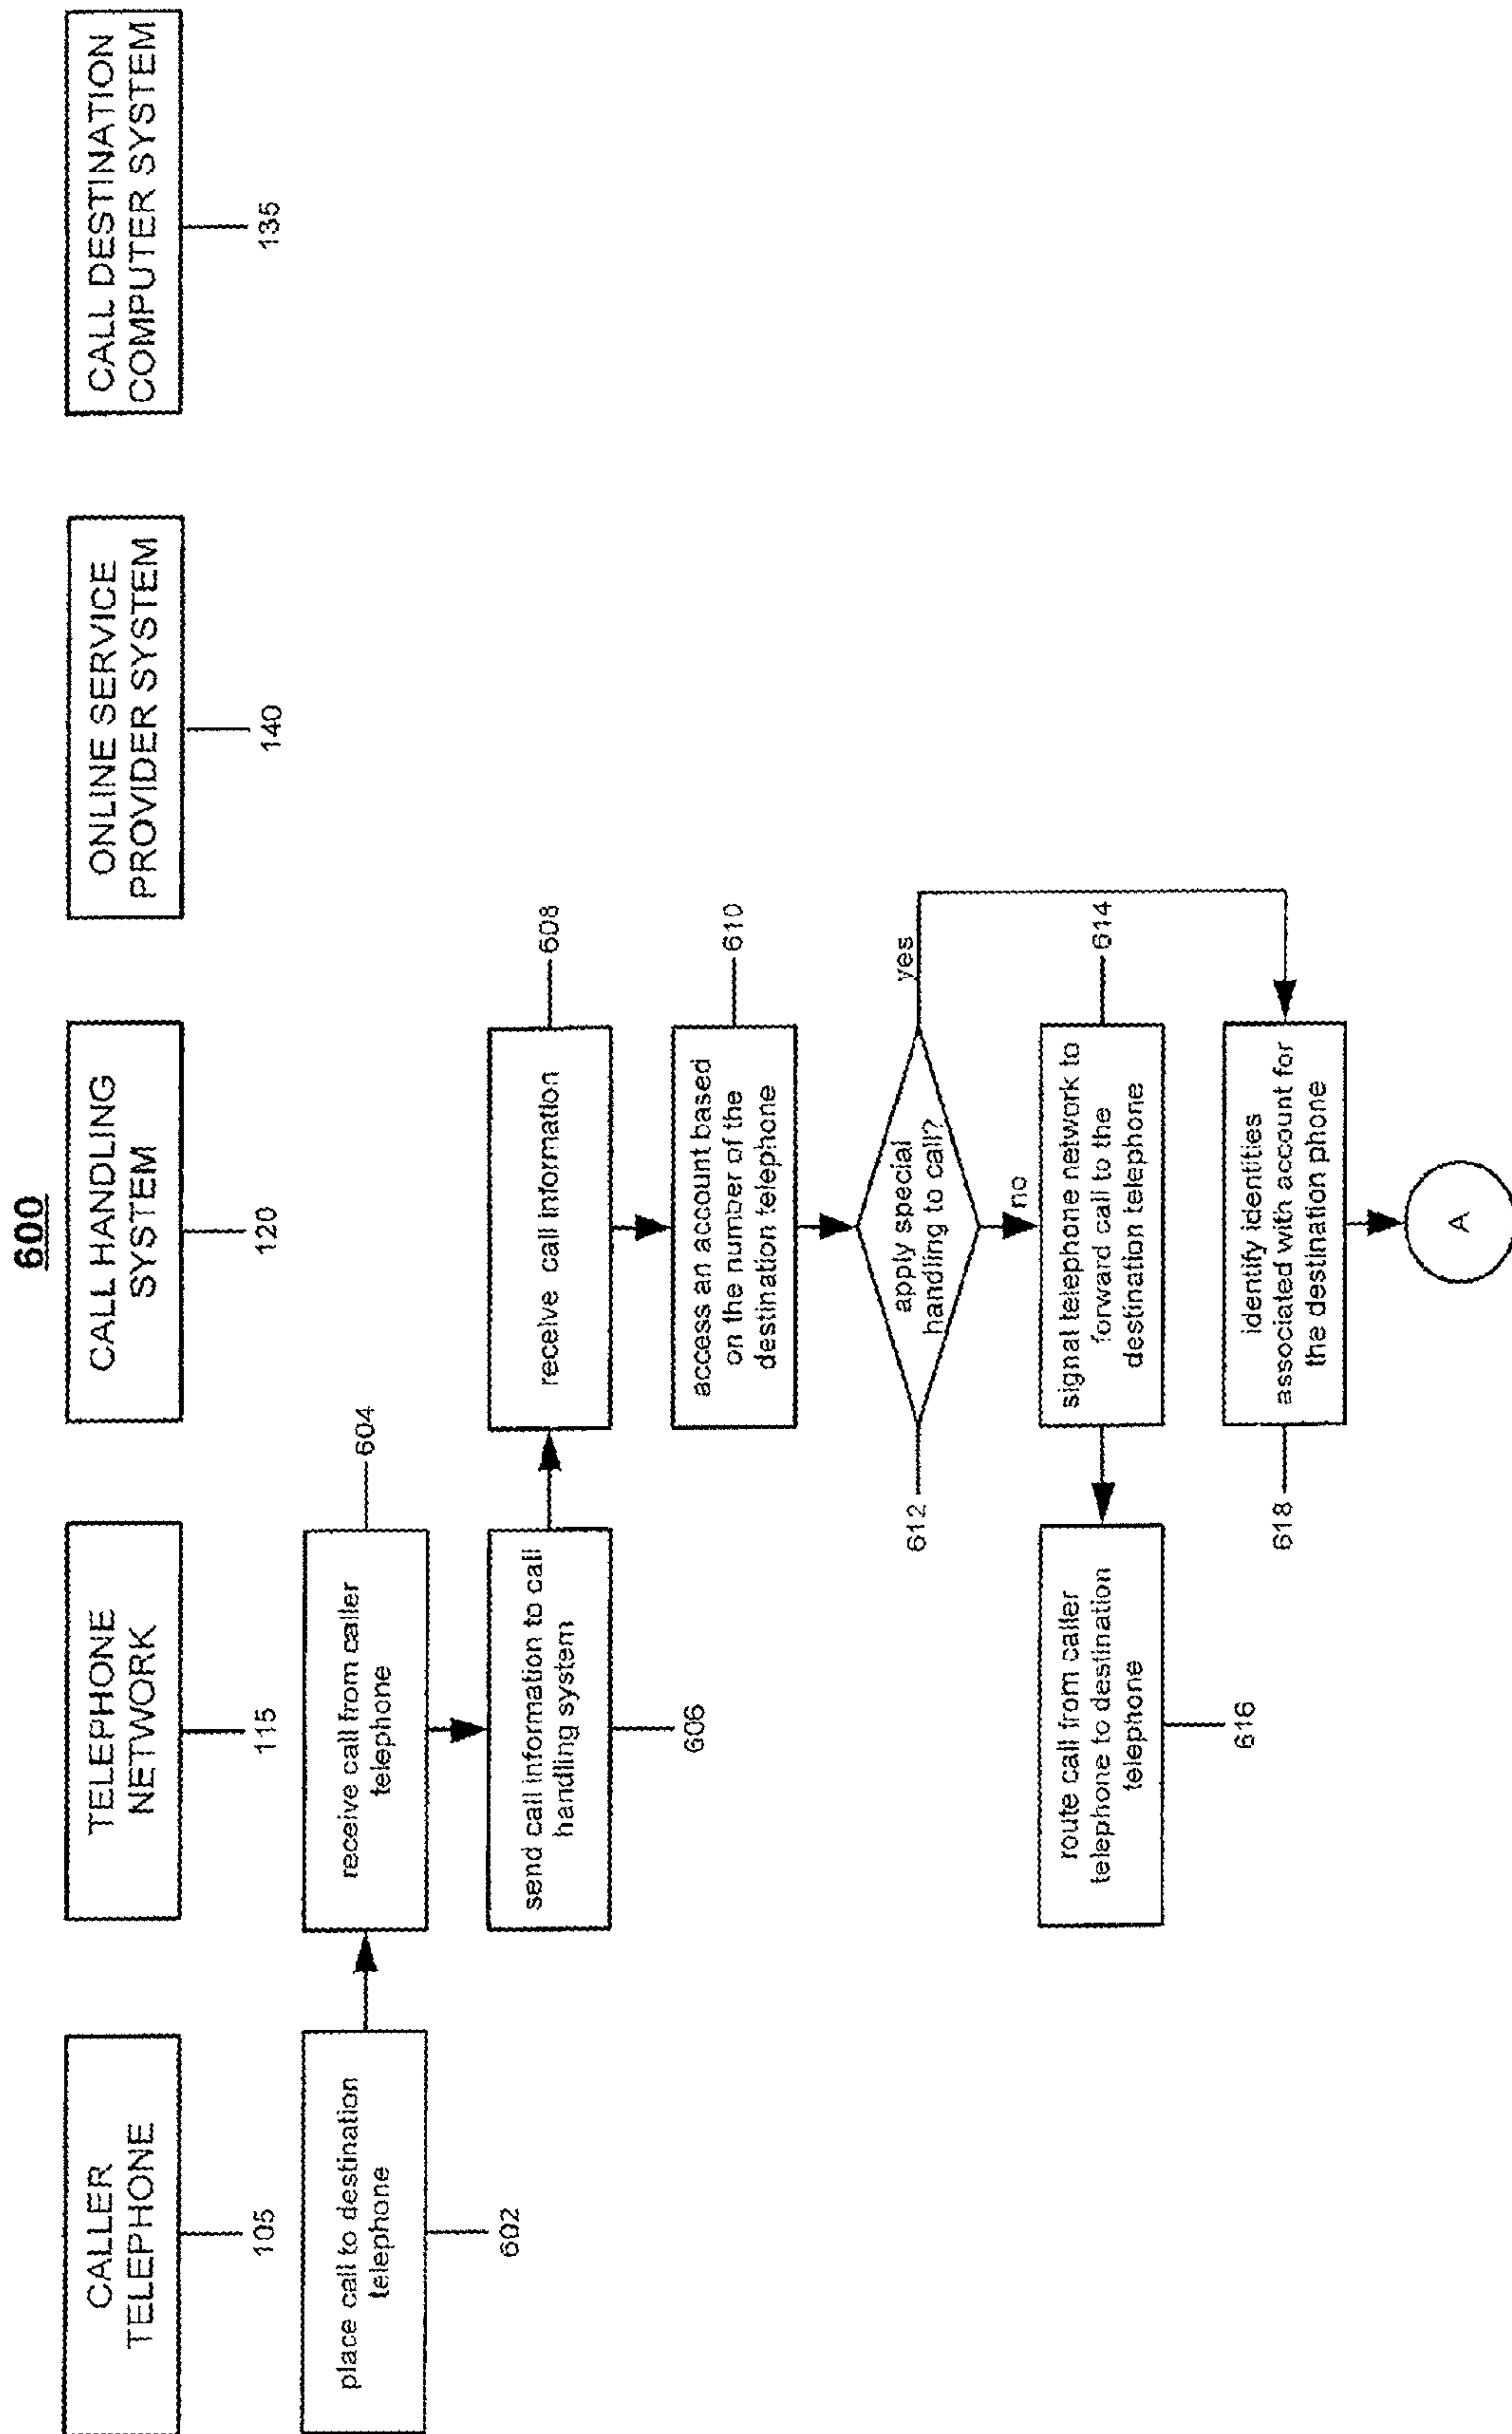 600
CALLER
TELEPHONE
105
TELEPHONE
NETWORK
115
CALL HANDLING
SYSTEM
120
ONLINE SERVICE
PROVIDER SYSTEM
140
CALL DESTINATION
COMPUTER SYSTEM
135
place call to destination
telephone
602
receive call from caller
telephone
604
send call information to call
handling system
606
receive call information
608
access an account based
on the number of the
destination telephone
610
apply special
handling to call?
612
yes
no
signal telephone network to
forward call to the
destination telephone
614
route call from caller
telephone to destination
telephone
616
identify identities
associated with account for
the destination phone
618
A